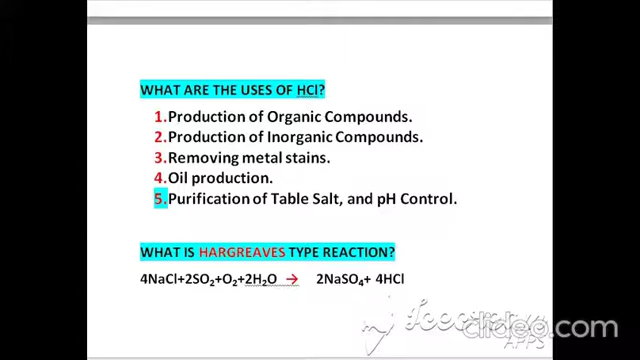 WHAT ARE THE USES OF HCl?
1.Production of Organic Compounds.
2.Production of Inorganic Compounds.
3.Removing metal stains.
4.Oil production.
5.Purification of Table Salt, and pH Control.
WHAT IS HARGREAVES TYPE REACTION?
4NaCl+2SO₂+O₂+2H₂O → 2NaSO₄+ 4HCl
clideo.com
APPS